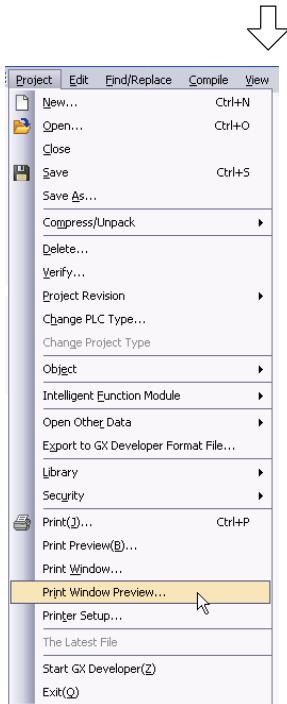 Project Edit Find/Replace Compile View
New... Ctrl+N
Open... Ctrl+O
Close
Save Ctrl+S
Save As...
Compress/Unpack
Delete...
Verify...
Project Revision
Change PLC Type...
Change Project Type
Object
Intelligent Function Module
Open Other Data
Export to GX Developer Format File...
Library
Security
Print(J)... Ctrl+P
Print Preview(B)...
Print Window...
Print Window Preview...
Printer Setup...
The Latest File
Start GX Developer(Z)
Exit(Q)